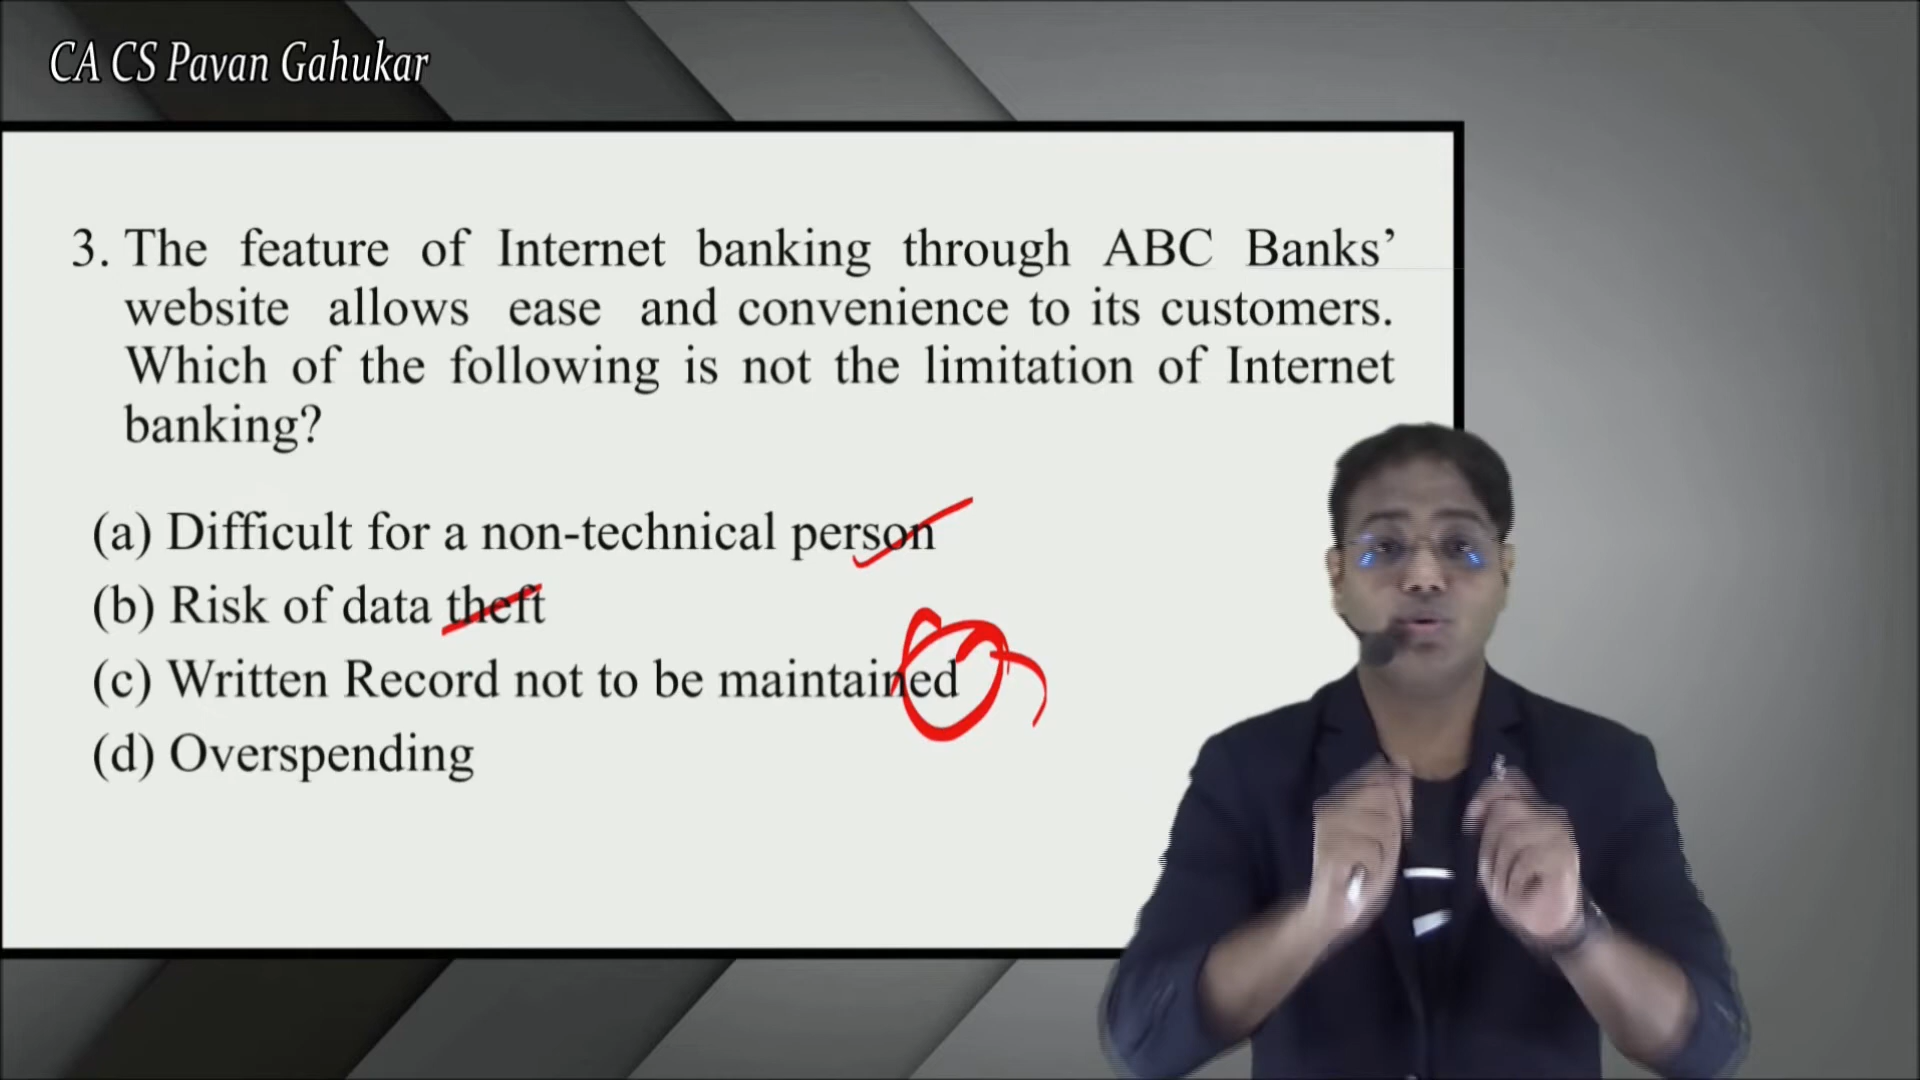 CA CS Pavan Gahukar
3. The feature of Internet banking through ABC Banks’
website allows ease and convenience to its customers.
Which of the following is not the limitation of Internet
banking?
(a) Difficult for a non-technical person
(b) Risk of data theft
(c) Written Record not to be maintained
(d) Overspending